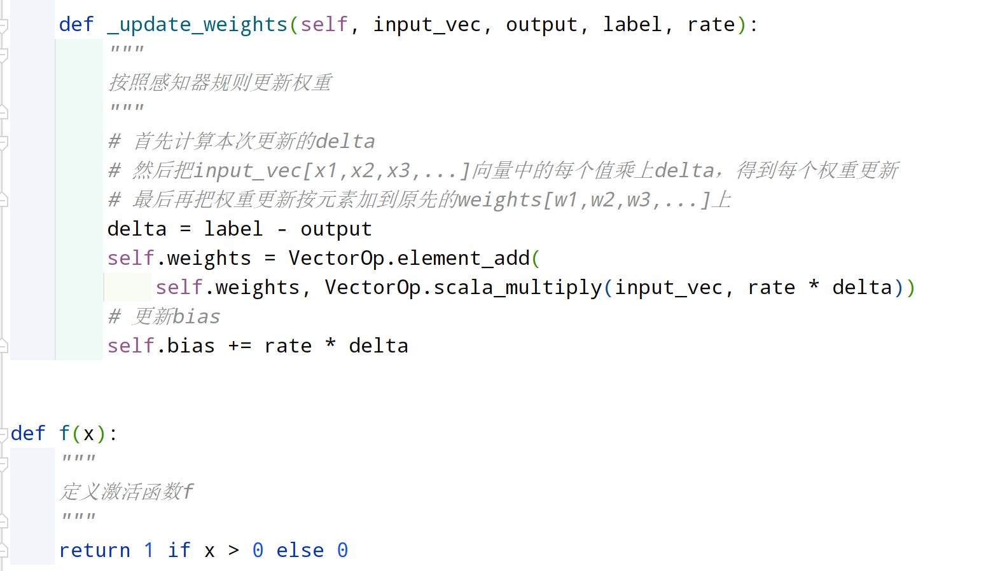 def _update_weights(self, input_vec, output, label, rate):
"""
按照感知器规则更新权重
"""
# 首先计算本次更新的delta
# 然后把input_vec[x1,x2,x3,...]向量中的每个值乘上delta，得到每个权重更新
# 最后再把权重更新按元素加到原先的weights[w1,w2,w3,...]上
delta = label - output
self.weights = VectorOp.element_add(
self.weights, VectorOp.scala_multiply(input_vec, rate * delta))
# 更新bias
self.bias += rate * delta
def f(x):
"""
定义激活函数f
"""
return 1 if x > 0 else 0